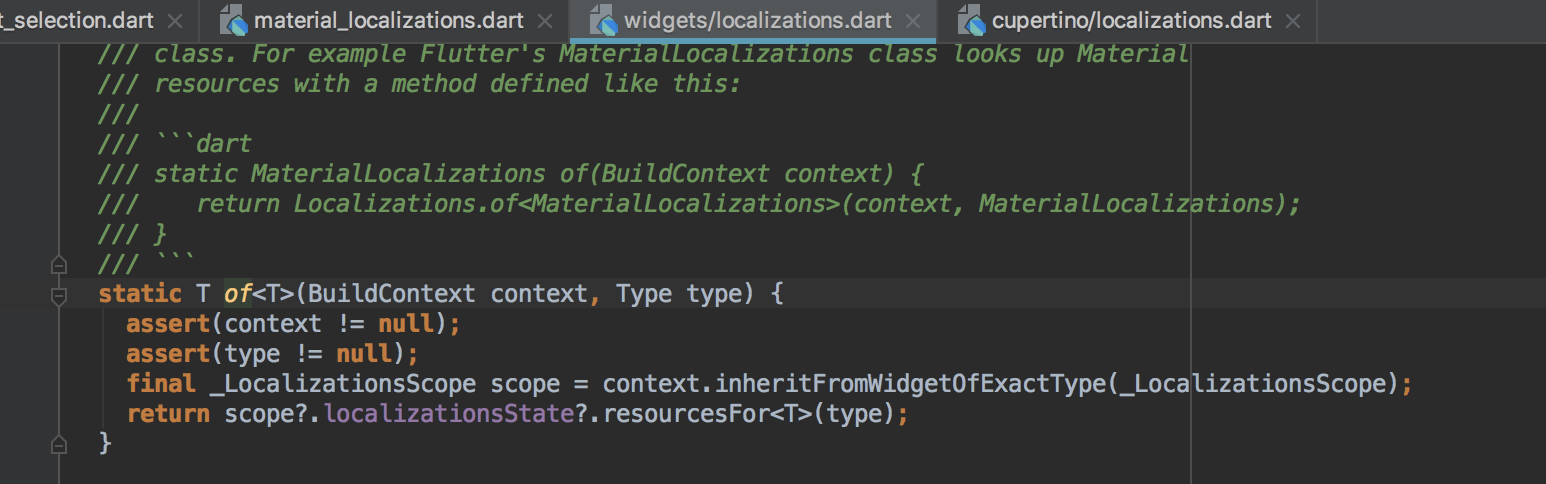 t_selection.dart × material_localizations.dart × widgets/localizations.dart × cupertino/localizations.dart ×
/// class. For example Flutter's MaterialLocalizations class looks up Material
/// resources with a method defined like this:
///
/// ```dart
/// static MaterialLocalizations of(BuildContext context) {
///    return Localizations.of<MaterialLocalizations>(context, MaterialLocalizations);
/// }
/// ```
static T of<T>(BuildContext context, Type type) {
  assert(context != null);
  assert(type != null);
  final _LocalizationsScope scope = context.inheritFromWidgetOfExactType(_LocalizationsScope);
  return scope?.localizationsState?.resourcesFor<T>(type);
}